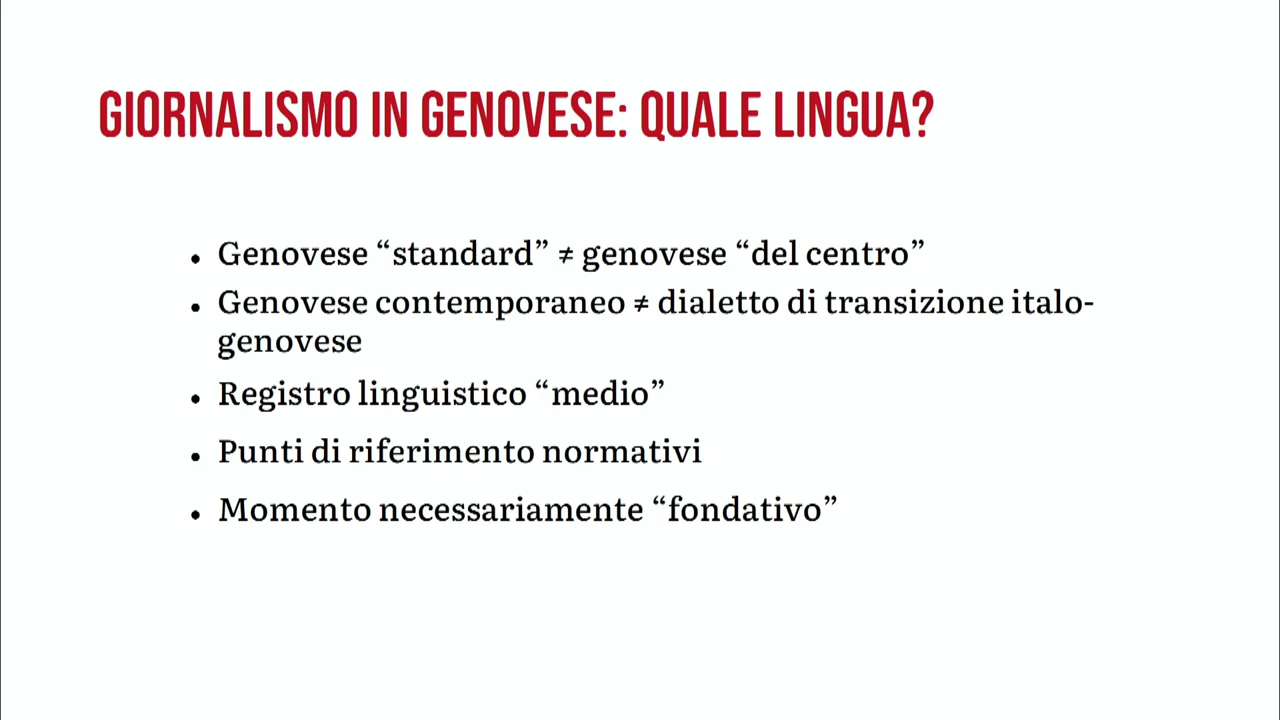 GIORNALISMO IN GENOVESE: QUALE LINGUA?
• Genovese “standard” ≠ genovese “del centro”
• Genovese contemporaneo ≠ dialetto di transizione italo-
genovese
• Registro linguistico “medio”
• Punti di riferimento normativi
• Momento necessariamente “fondativo”